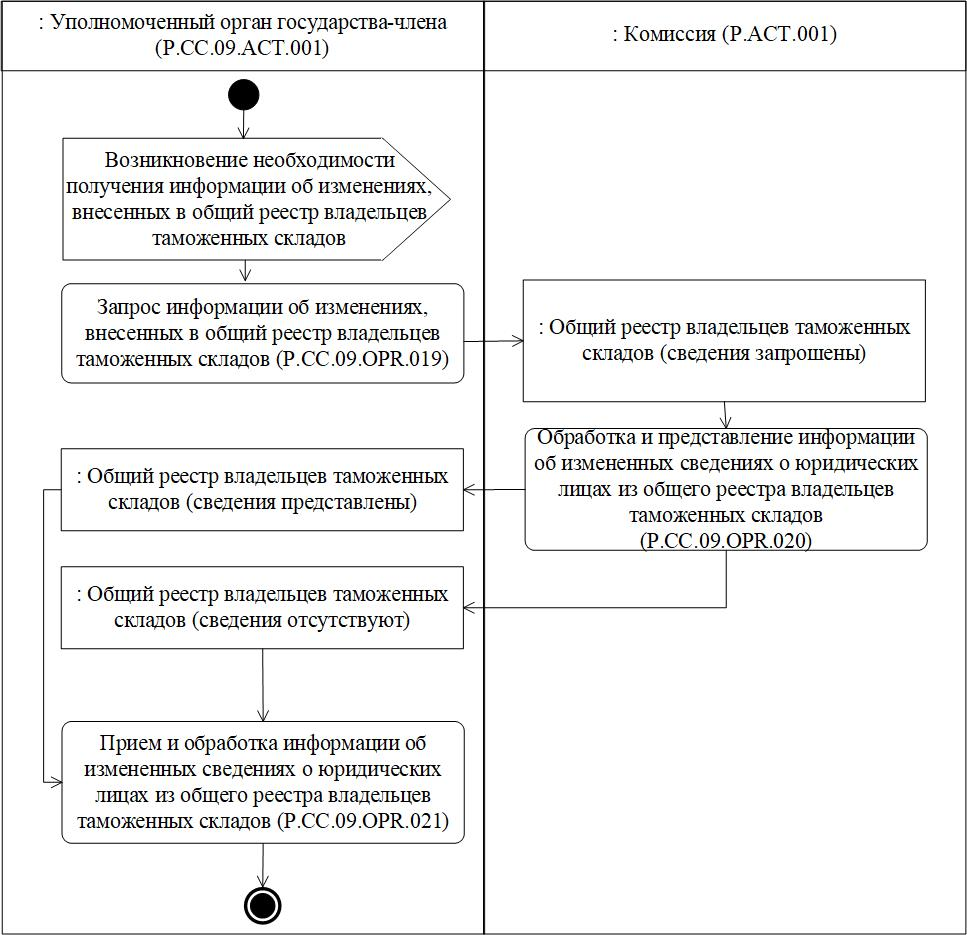 : Уполномоченный орган государства-члена
(P.CC.09.ACT.001)
: Комиссия (P.ACT.001)
Возникновение необходимости
получения информации об изменениях,
внесенных в общий реестр владельцев
таможенных складов
Запрос информации об изменениях,
внесенных в общий реестр владельцев
таможенных складов (P.CC.09.OPR.019)
: Общий реестр владельцев таможенных
складов (сведения запрошены)
Обработка и представление информации
об измененных сведениях о юридических
лицах из общего реестра владельцев
таможенных складов
(P.CC.09.OPR.020)
: Общий реестр владельцев таможенных
складов (сведения представлены)
: Общий реестр владельцев таможенных
складов (сведения отсутствуют)
Прием и обработка информации об
измененных сведениях о юридических
лицах из общего реестра владельцев
таможенных складов (P.CC.09.OPR.021)